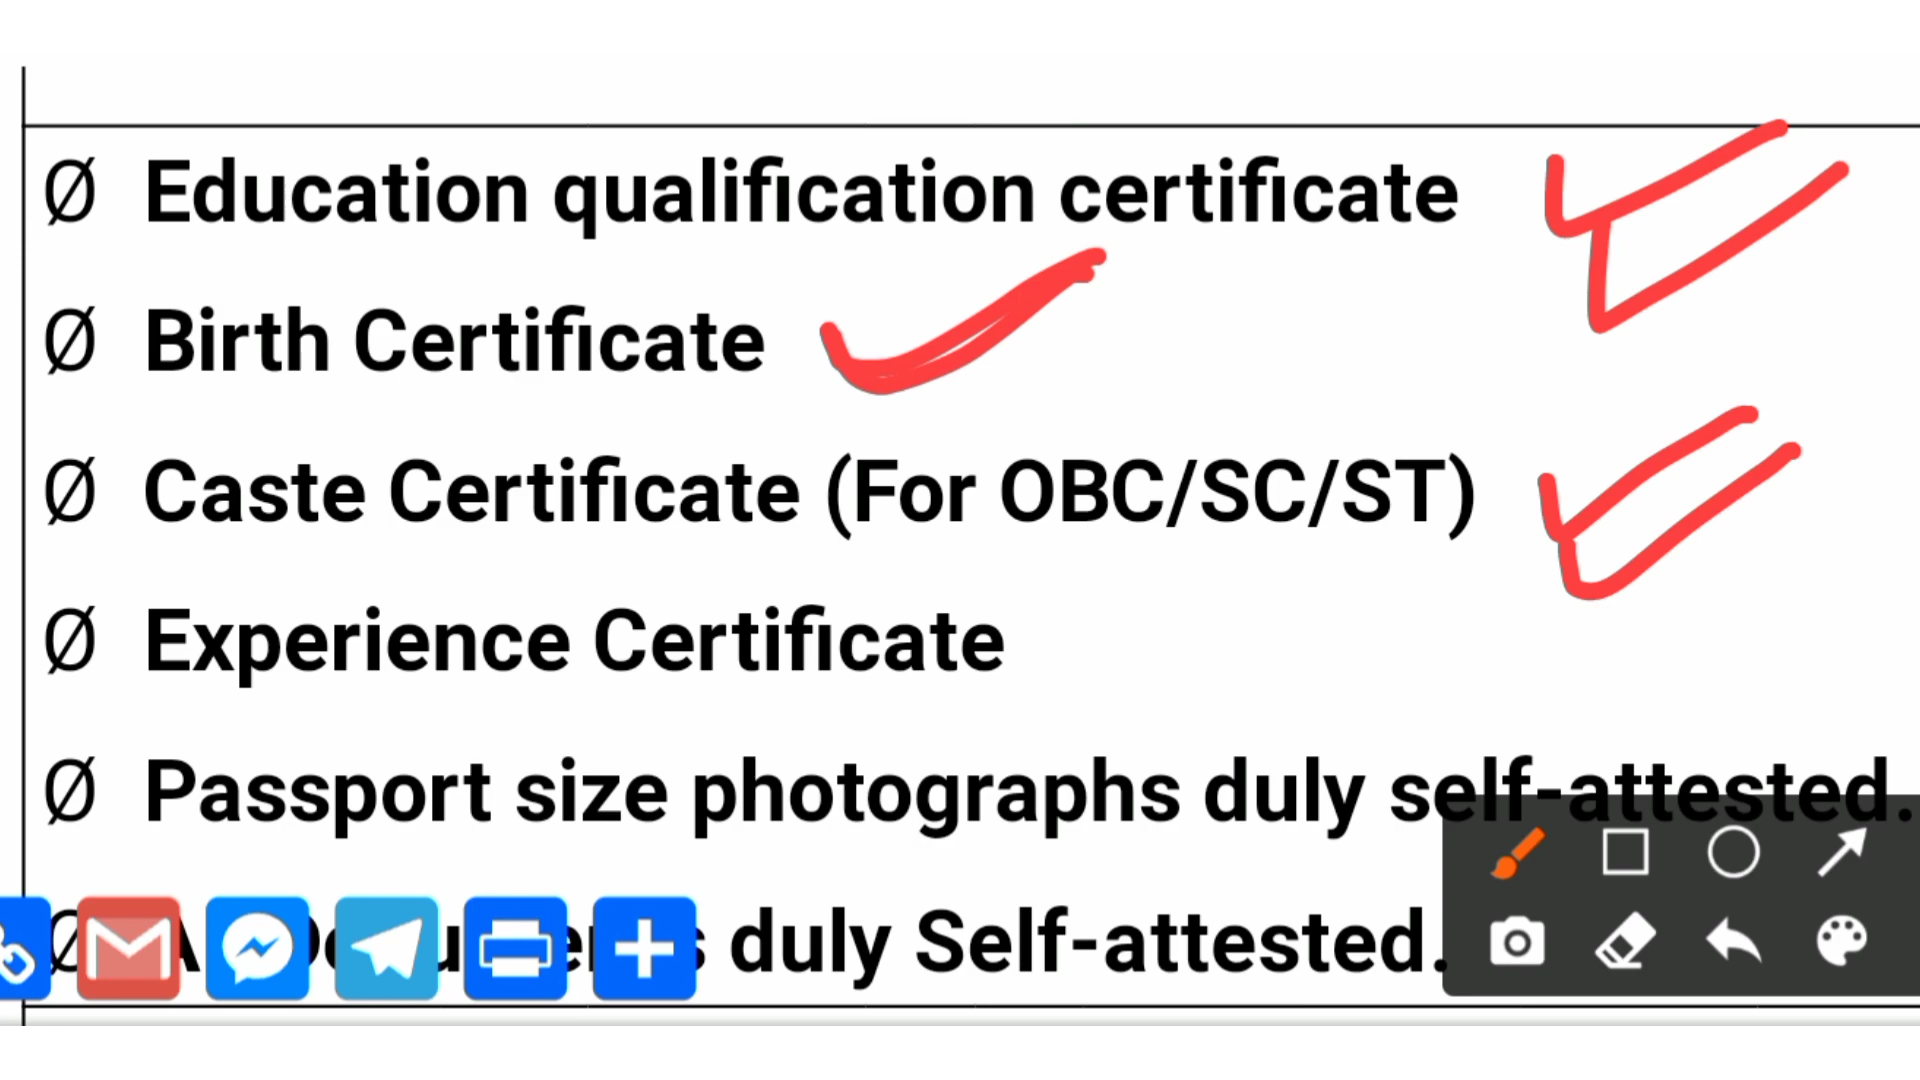 Ø Education qualification certificate
Ø Birth Certificate
Ø Caste Certificate (For OBC/SC/ST)
Ø Experience Certificate
Ø Passport size photographs duly self-attested.
Ø duly Self-attested.